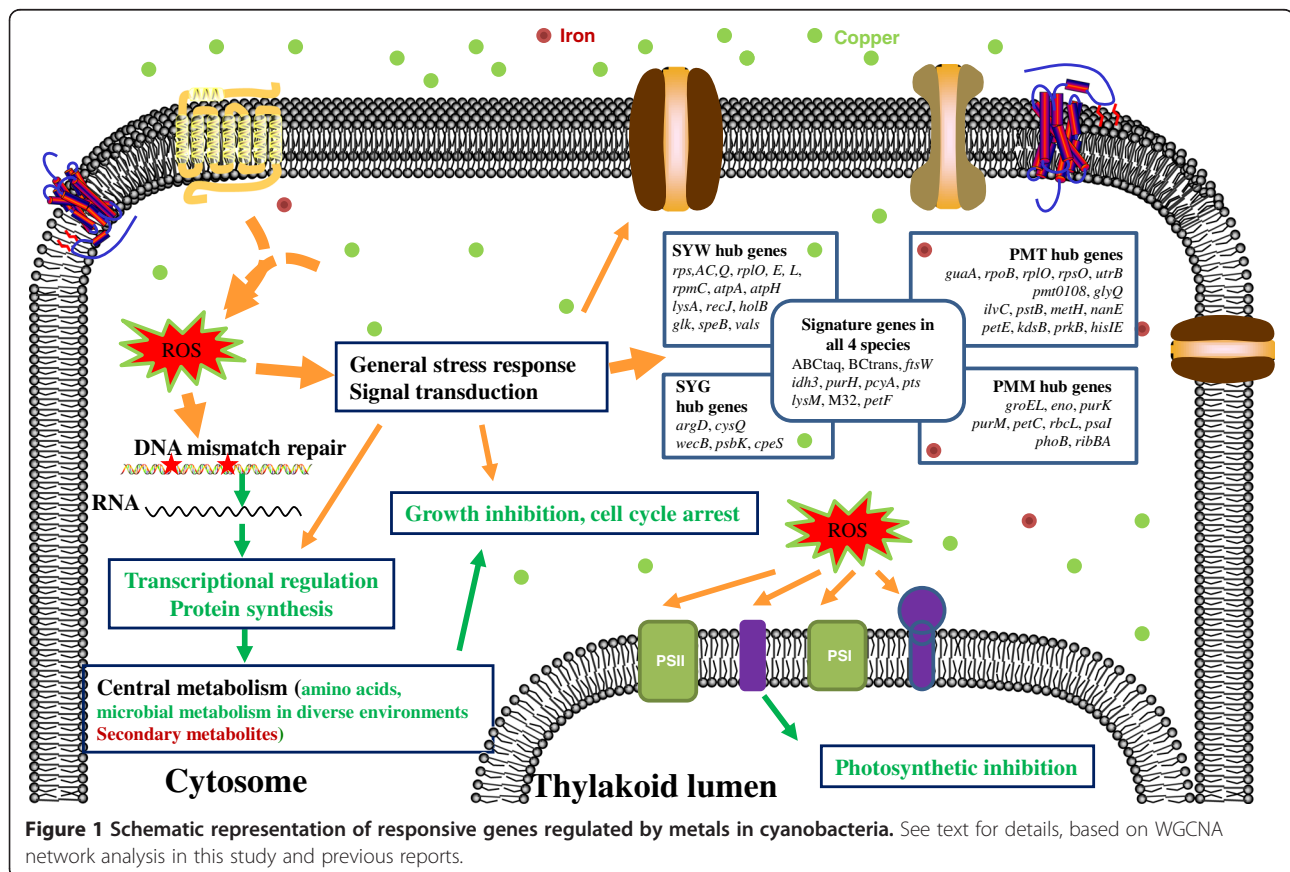 Iron
Copper
SYW hub genes
rps,AC,Q, rplO, E, L,
rpmC, atpA, atpH
lysA, recJ, holB
glk, speB, vals
PMT hub genes
guaA, rpoB, rplO, rpsO, utrB
pmt0108, glyQ
ilvC, pstB, metH, nanE
petE, kdsB, prkB, hisIE
Signature genes in
all 4 species
ABCtaq, BCtrans, ftsW
idh3, purH, pcyA, pts
lysM, M32, petF
SYG
hub genes
argD, cysQ
wecB, psbK, cpeS
PMM hub genes
groEL, eno, purK
purM, petC, rbcL, psaI
phoB, ribBA
ROS
General stress response
Signal transduction
DNA mismatch repair
RNA
Growth inhibition, cell cycle arrest
ROS
Transcriptional regulation
Protein synthesis
PSII
PSI
Central metabolism (amino acids,
microbial metabolism in diverse environments
Secondary metabolites)
Photosynthetic inhibition
Cytosome
Thylakoid lumen
Figure 1 Schematic representation of responsive genes regulated by metals in cyanobacteria. See text for details, based on WGCNA
network analysis in this study and previous reports.